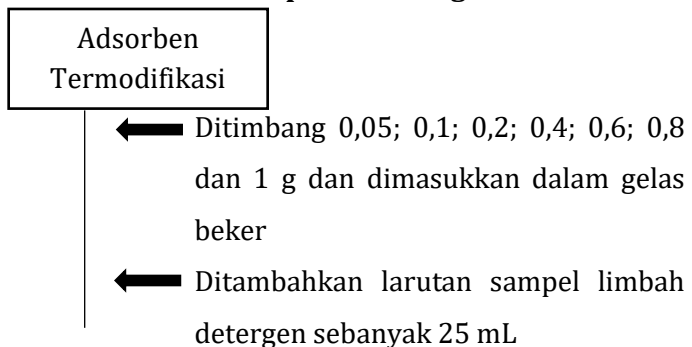 Adsorben
Termodifikasi
Ditimbang 0,05; 0,1; 0,2; 0,4; 0,6; 0,8
dan 1 g dan dimasukkan dalam gelas
beker
Ditambahkan larutan sampel limbah
detergen sebanyak 25 mL